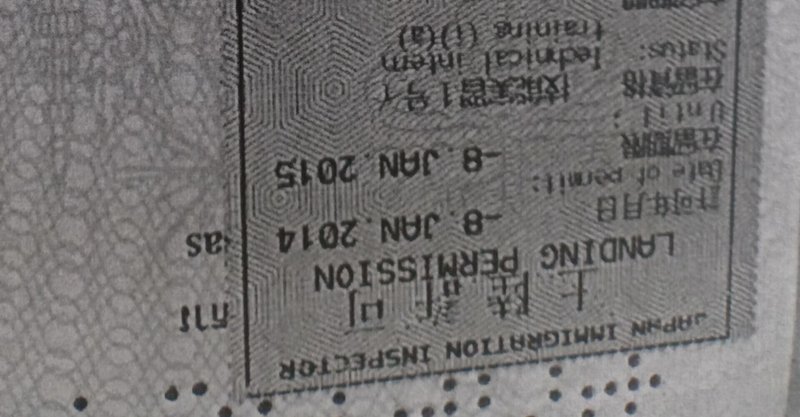 JAPAN IMMIGRATION INSPECTOR
上陸許可
LANDING PERMISSION
許可年月日 -8. JAN. 2014
Date of permit:
在留期限 -8. JAN. 2015
Until:
在留資格 技能実習1号イ
Status: Technical intern
training (i)(a)
as